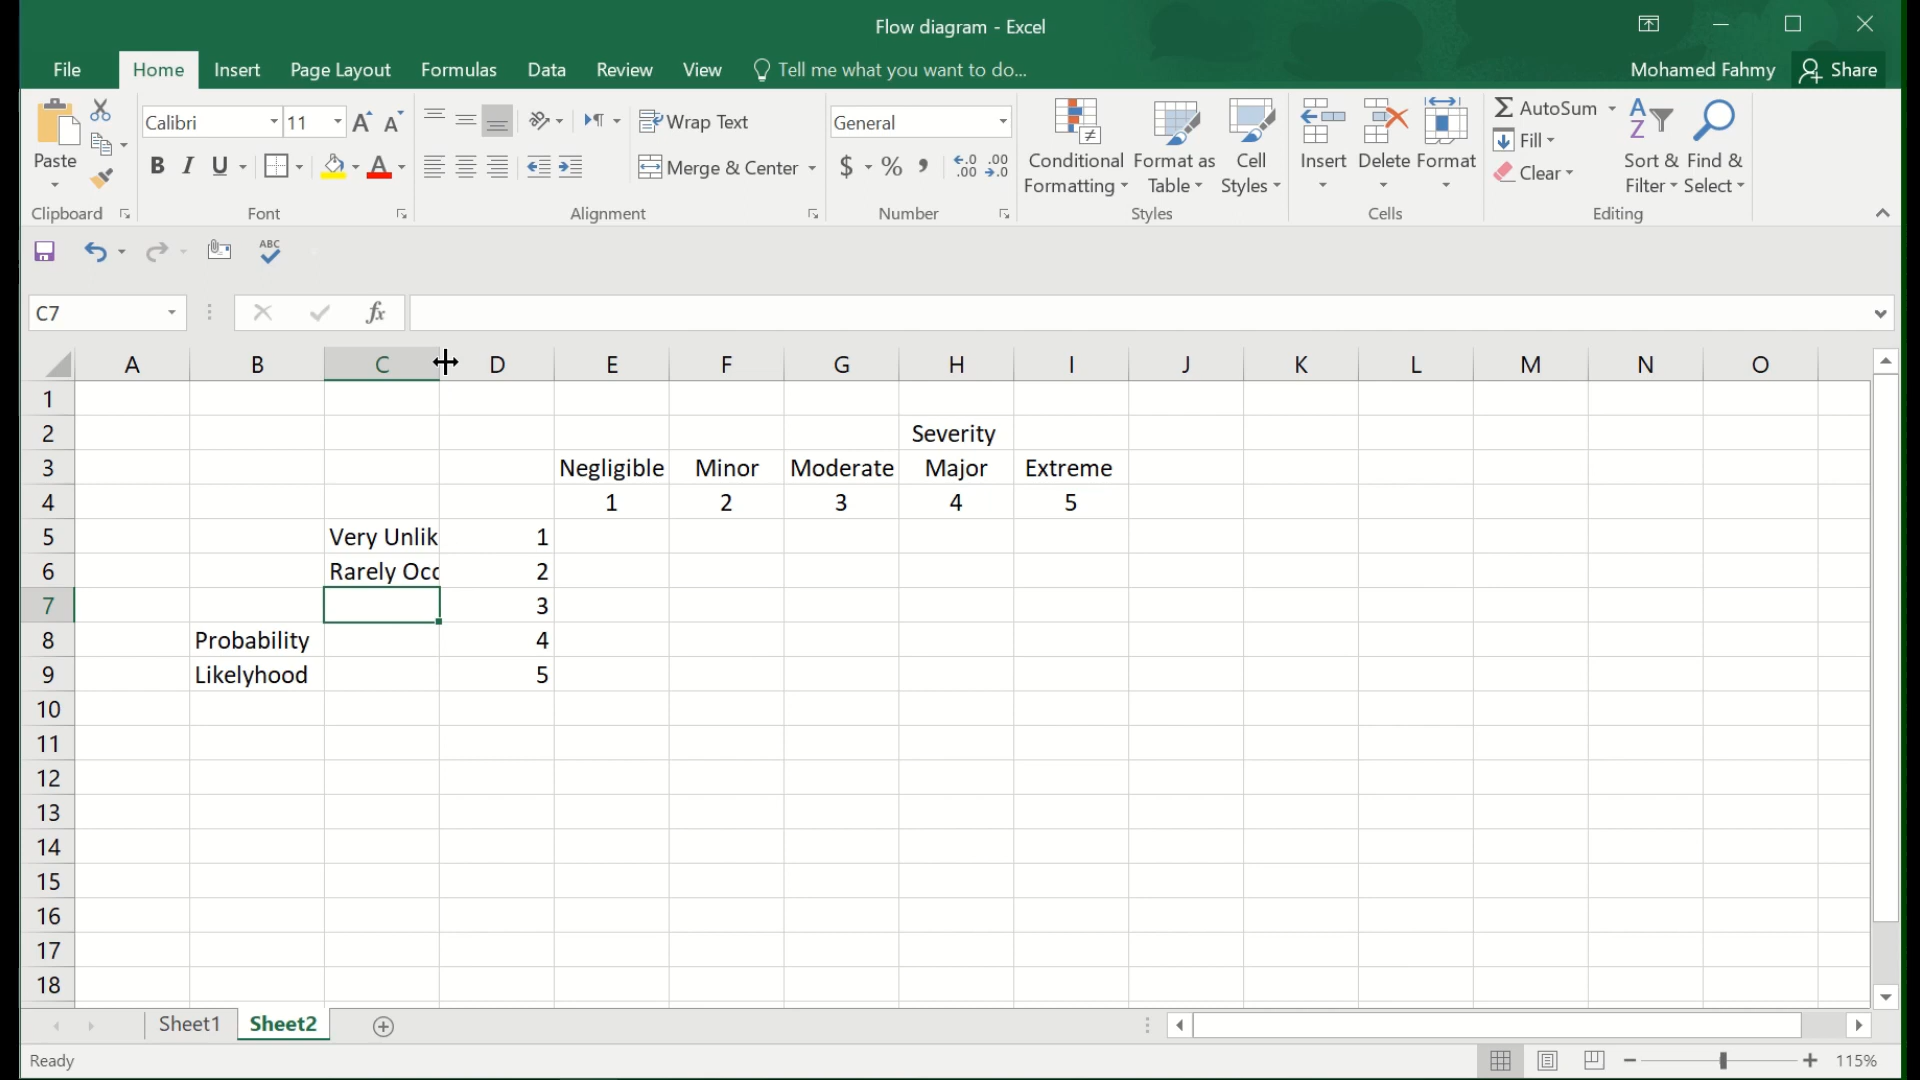 Flow diagram - Excel
File Home Insert Page Layout Formulas Data Review View Tell me what you want to do... Mohamed Fahmy Share
Paste
Clipboard
Calibri 11
B I U A
Font
Wrap Text
Merge & Center
Alignment
General
$ % ,
Number
Conditional Formatting
Format as Table
Cell Styles
Styles
Insert Delete Format
Cells
AutoSum
Fill
Clear
Sort & Filter
Find & Select
Editing
ABC
C7 fx
A B C D E F G H I J K L M N O
1
2 Severity
3 Negligible Minor Moderate Major Extreme
4 1 2 3 4 5
5 Very Unlik 1
6 Rarely Occ 2
7 3
8 Probability 4
9 Likelyhood 5
10
11
12
13
14
15
16
17
18
Sheet1 Sheet2
Ready 115%